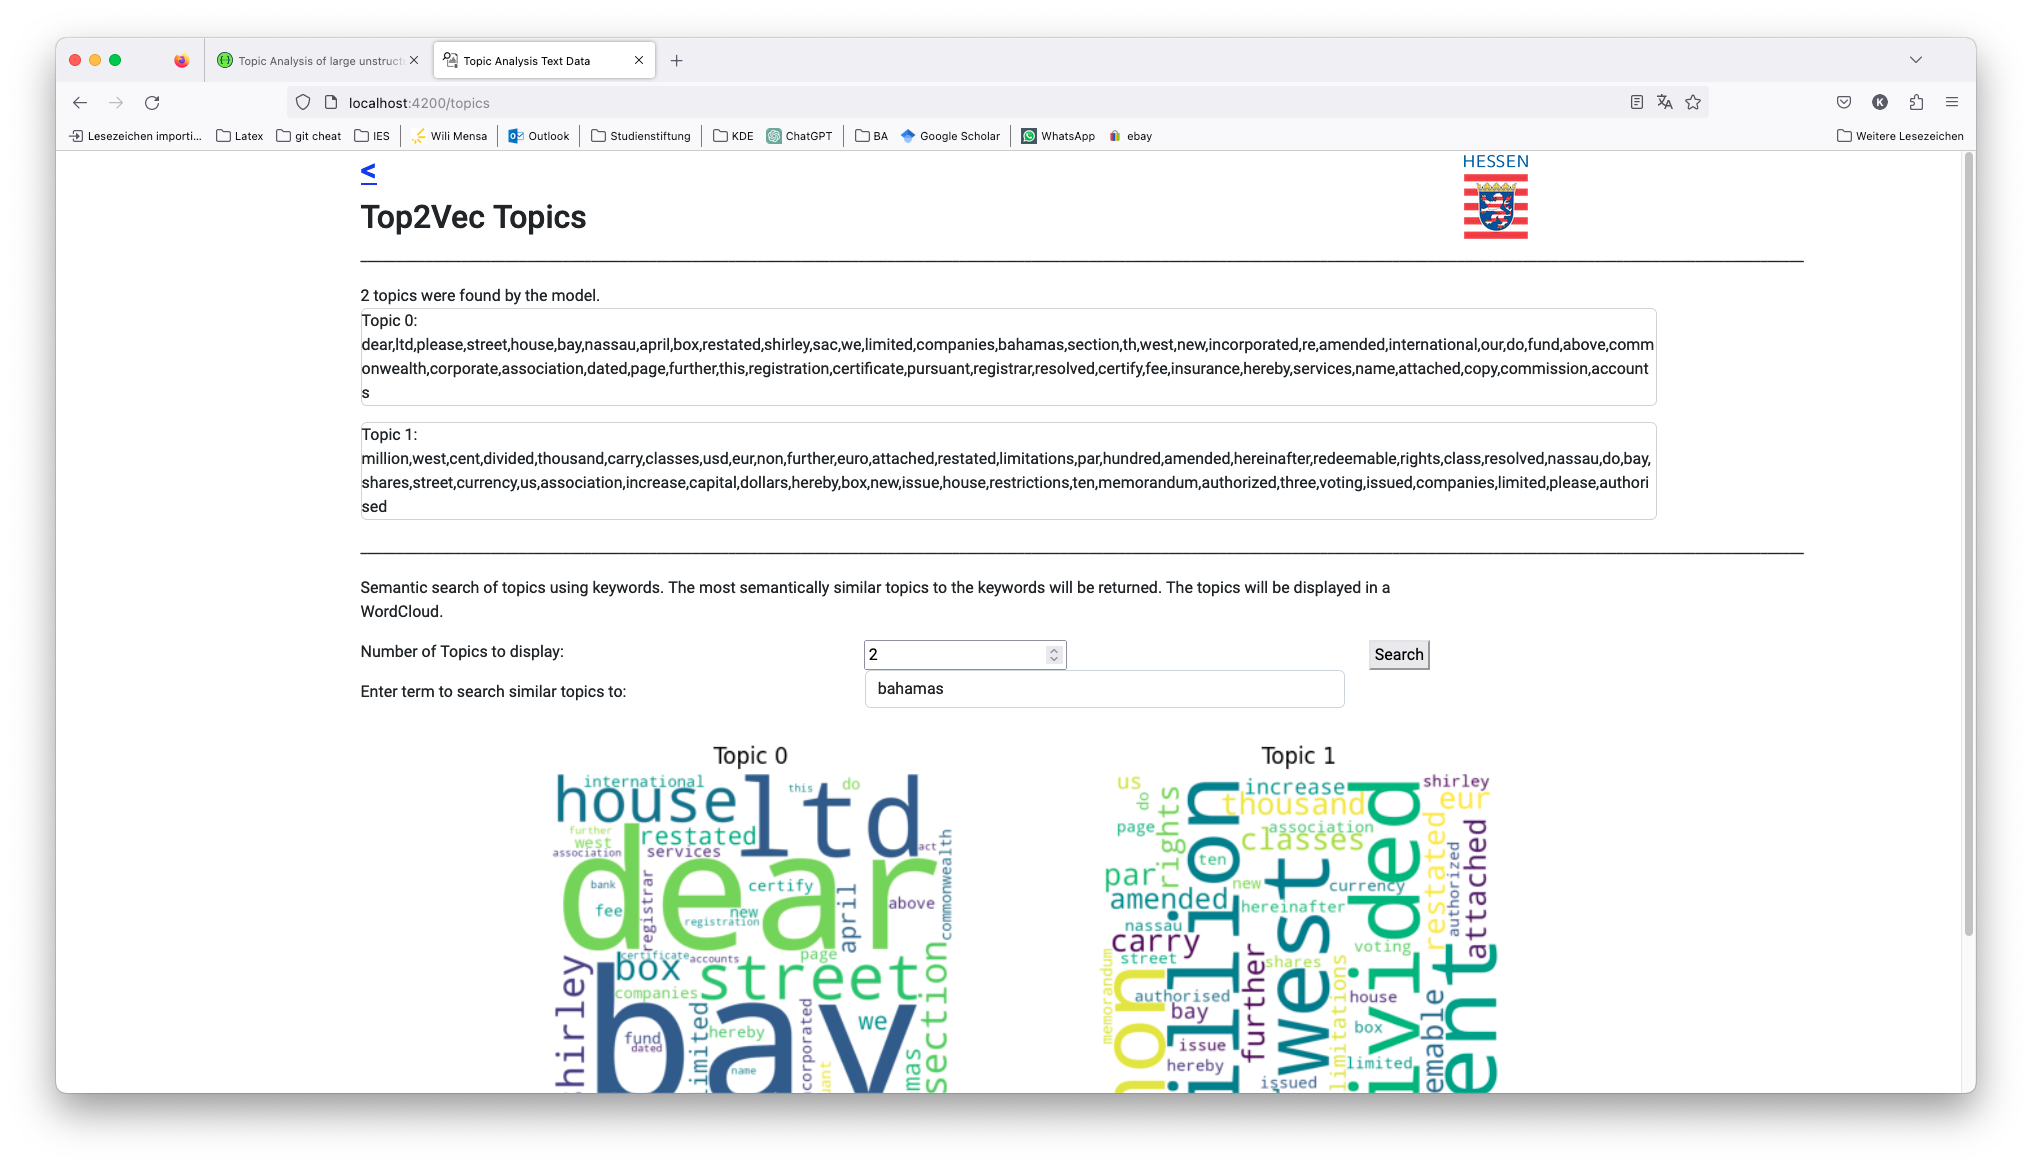 Topic Analysis of large unstruct
Topic Analysis Text Data
localhost:4200/topics
K
Lesezeichen importi... Latex git cheat IES Wili Mensa Outlook Studienstiftung KDE ChatGPT BA Google Scholar WhatsApp ebay Weitere Lesezeichen
<
HESSEN
Top2Vec Topics
2 topics were found by the model.
Topic 0:
dear,ltd,please,street,house,bay,nassau,april,box,restated,shirley,sac,we,limited,companies,bahamas,section,th,west,new,incorporated,re,amended,international,our,do,fund,above,comm
onwealth,corporate,association,dated,page,further,this,registration,certificate,pursuant,registrar,resolved,certify,fee,insurance,hereby,services,name,attached,copy,commission,account
s
Topic 1:
million,west,cent,divided,thousand,carry,classes,usd,eur,non,further,euro,attached,restated,limitations,par,hundred,amended,hereinafter,redeemable,rights,class,resolved,nassau,do,bay,
shares,street,currency,us,association,increase,capital,dollars,hereby,box,new,issue,house,restrictions,ten,memorandum,authorized,three,voting,issued,companies,limited,please,authori
sed
Semantic search of topics using keywords. The most semantically similar topics to the keywords will be returned. The topics will be displayed in a
WordCloud.
Number of Topics to display:
2
Search
Enter term to search similar topics to:
bahamas
Topic 0
international
this
do
house
ltd
further
west
restated
association
services
act
dear
commonwealth
bank
certify
fee
registrar
new
registration
april
above
certificate
accounts
page
box
street
companies
section
shirley
bay
limited
hereby
fund
dated
we
name
incorporated
uant
mas
Topic 1
us
increase
shirley
do
thousand
eur
page
rights
association
classes
ten
par
new
currency
amended
hereinafter
restated
authorized
attached
nassau
carry
voting
street
shares
memorandum
authorised
bay
further
limitations
house
box
issue
hereby
limited
issued
non
illion
west
ivided
emable
ent